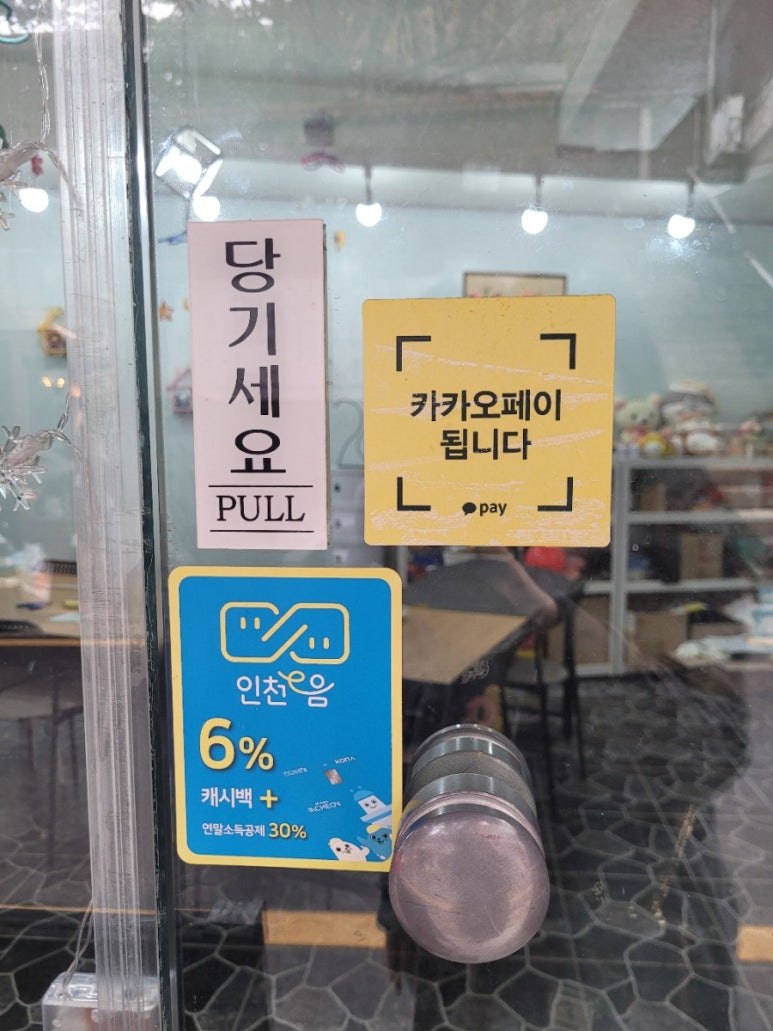 당기세요
PULL
카카오페이
됩니다
pay
인천e음
6%
캐시백 +
연말소득공제 30%
INCHEON